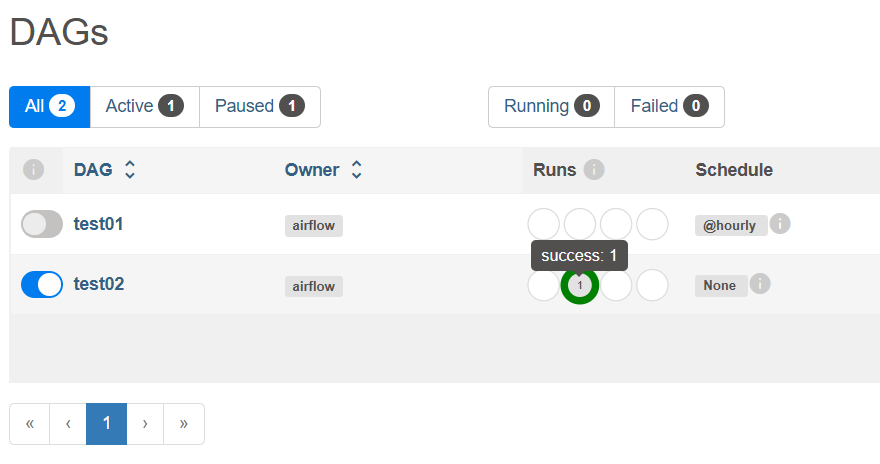 DAGs
All 2 Active 1 Paused 1 Running 0 Failed 0
i DAG Owner Runs i Schedule
test01 airflow @hourly i
success: 1
test02 airflow 1 None i
« ‹ 1 › »